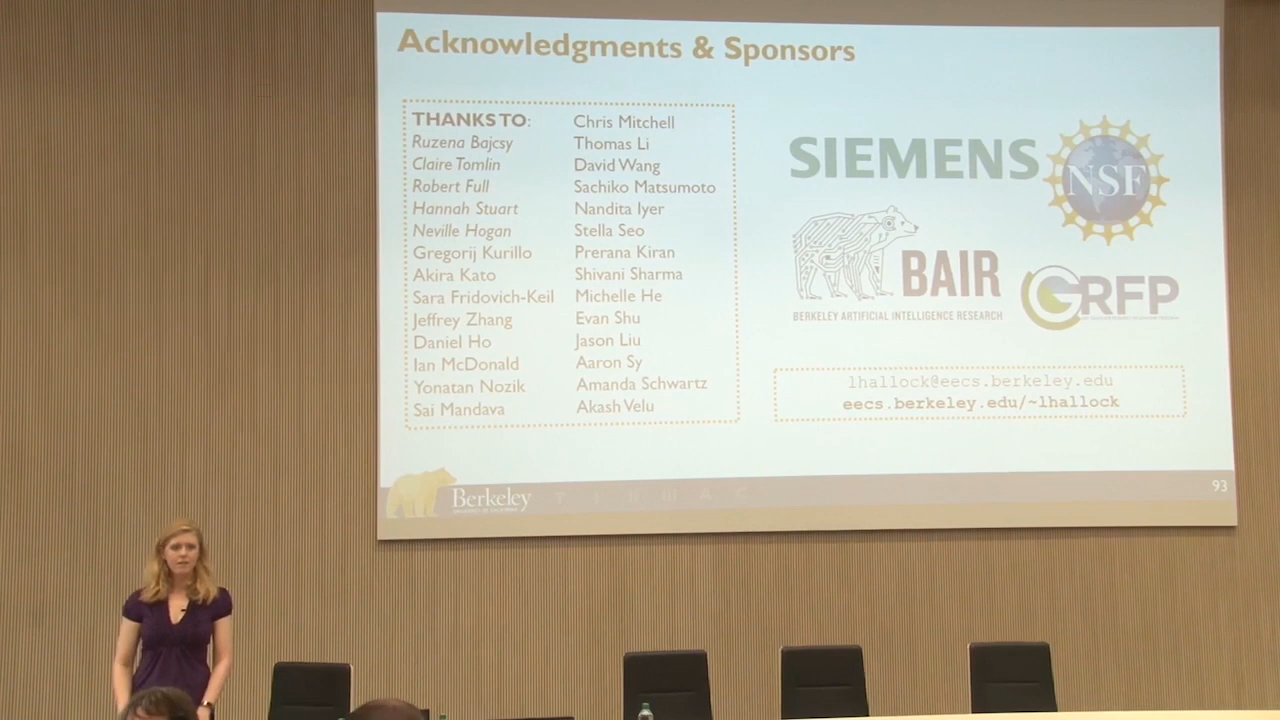 Acknowledgments & Sponsors
THANKS TO:
Ruzena Bajcsy
Claire Tomlin
Robert Full
Hannah Stuart
Neville Hogan
Gregorij Kurillo
Akira Kato
Sara Fridovich-Keil
Jeffrey Zhang
Daniel Ho
Ian McDonald
Yonatan Nozik
Sai Mandava
Chris Mitchell
Thomas Li
David Wang
Sachiko Matsumoto
Nandita Iyer
Stella Seo
Prerana Kiran
Shivani Sharma
Michelle He
Evan Shu
Jason Liu
Aaron Sy
Amanda Schwartz
Akash Velu
SIEMENS
NSF
BAIR
BERKELEY ARTIFICIAL INTELLIGENCE RESEARCH
GRFP
lhallock@eecs.berkeley.edu
eecs.berkeley.edu/~lhallock
Berkeley
UNIVERSITY OF CALIFORNIA
93